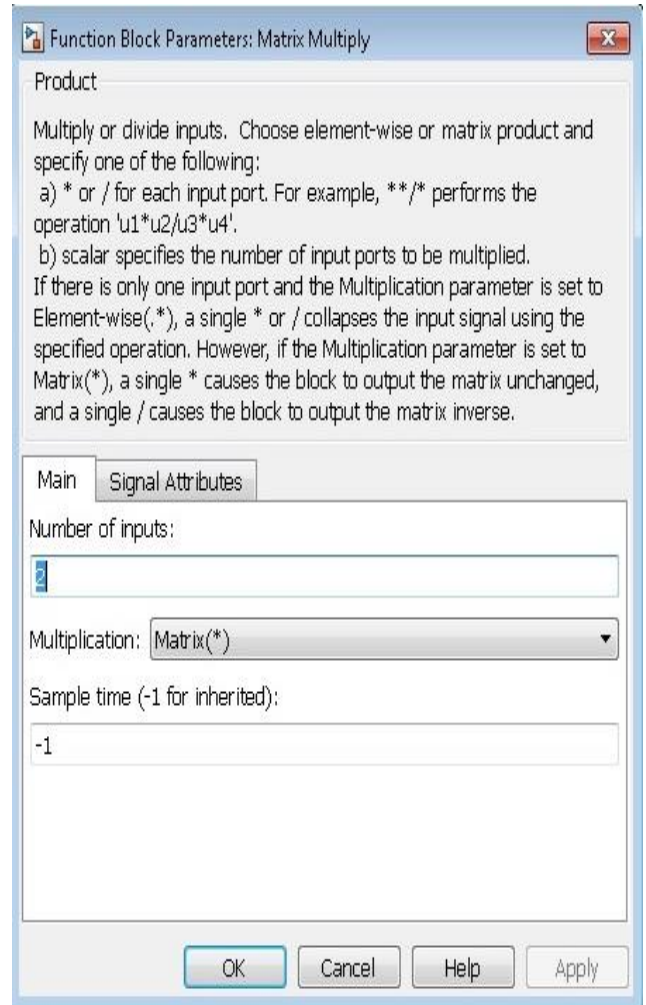 Function Block Parameters: Matrix Multiply
Product
Multiply or divide inputs.  Choose element-wise or matrix product and
specify one of the following:
a) * or / for each input port. For example, **/* performs the
operation 'u1*u2/u3*u4'.
b) scalar specifies the number of input ports to be multiplied.
If there is only one input port and the Multiplication parameter is set to
Element-wise(.*), a single * or / collapses the input signal using the
specified operation. However, if the Multiplication parameter is set to
Matrix(*), a single * causes the block to output the matrix unchanged,
and a single / causes the block to output the matrix inverse.
Main Signal Attributes
Number of inputs:
2
Multiplication: Matrix(*)
Sample time (-1 for inherited):
-1
OK Cancel Help Apply